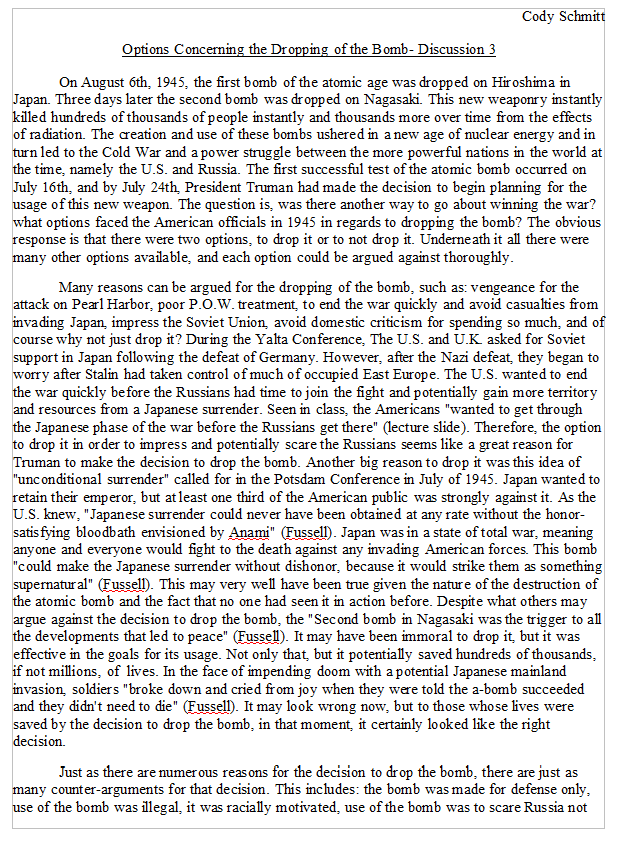 Cody Schmitt
Options Concerning the Dropping of the Bomb- Discussion 3
On August 6th, 1945, the first bomb of the atomic age was dropped on Hiroshima in
Japan. Three days later the second bomb was dropped on Nagasaki. This new weaponry instantly
killed hundreds of thousands of people instantly and thousands more over time from the effects
of radiation. The creation and use of these bombs ushered in a new age of nuclear energy and in
turn led to the Cold War and a power struggle between the more powerful nations in the world at
the time, namely the U.S. and Russia. The first successful test of the atomic bomb occurred on
July 16th, and by July 24th, President Truman had made the decision to begin planning for the
usage of this new weapon. The question is, was there another way to go about winning the war?
what options faced the American officials in 1945 in regards to dropping the bomb? The obvious
response is that there were two options, to drop it or to not drop it. Underneath it all there were
many other options available, and each option could be argued against thoroughly.
Many reasons can be argued for the dropping of the bomb, such as: vengeance for the
attack on Pearl Harbor, poor P.O.W. treatment, to end the war quickly and avoid casualties from
invading Japan, impress the Soviet Union, avoid domestic criticism for spending so much, and of
course why not just drop it? During the Yalta Conference, The U.S. and U.K. asked for Soviet
support in Japan following the defeat of Germany. However, after the Nazi defeat, they began to
worry after Stalin had taken control of much of occupied East Europe. The U.S. wanted to end
the war quickly before the Russians had time to join the fight and potentially gain more territory
and resources from a Japanese surrender. Seen in class, the Americans "wanted to get through
the Japanese phase of the war before the Russians get there" (lecture slide). Therefore, the option
to drop it in order to impress and potentially scare the Russians seems like a great reason for
Truman to make the decision to drop the bomb. Another big reason to drop it was this idea of
"unconditional surrender" called for in the Potsdam Conference in July of 1945. Japan wanted to
retain their emperor, but at least one third of the American public was strongly against it. As the
U.S. knew, "Japanese surrender could never have been obtained at any rate without the honor-
satisfying bloodbath envisioned by Anami" (Fussell). Japan was in a state of total war, meaning
anyone and everyone would fight to the death against any invading American forces. This bomb
"could make the Japanese surrender without dishonor, because it would strike them as something
supernatural" (Fussell). This may very well have been true given the nature of the destruction of
the atomic bomb and the fact that no one had seen it in action before. Despite what others may
argue against the decision to drop the bomb, the "Second bomb in Nagasaki was the trigger to all
the developments that led to peace" (Fussell). It may have been immoral to drop it, but it was
effective in the goals for its usage. Not only that, but it potentially saved hundreds of thousands,
if not millions, of lives. In the face of impending doom with a potential Japanese mainland
invasion, soldiers "broke down and cried from joy when they were told the a-bomb succeeded
and they didn't need to die" (Fussell). It may look wrong now, but to those whose lives were
saved by the decision to drop the bomb, in that moment, it certainly looked like the right
decision.
Just as there are numerous reasons for the decision to drop the bomb, there are just as
many counter-arguments for that decision. This includes: the bomb was made for defense only,
use of the bomb was illegal, it was racially motivated, use of the bomb was to scare Russia not